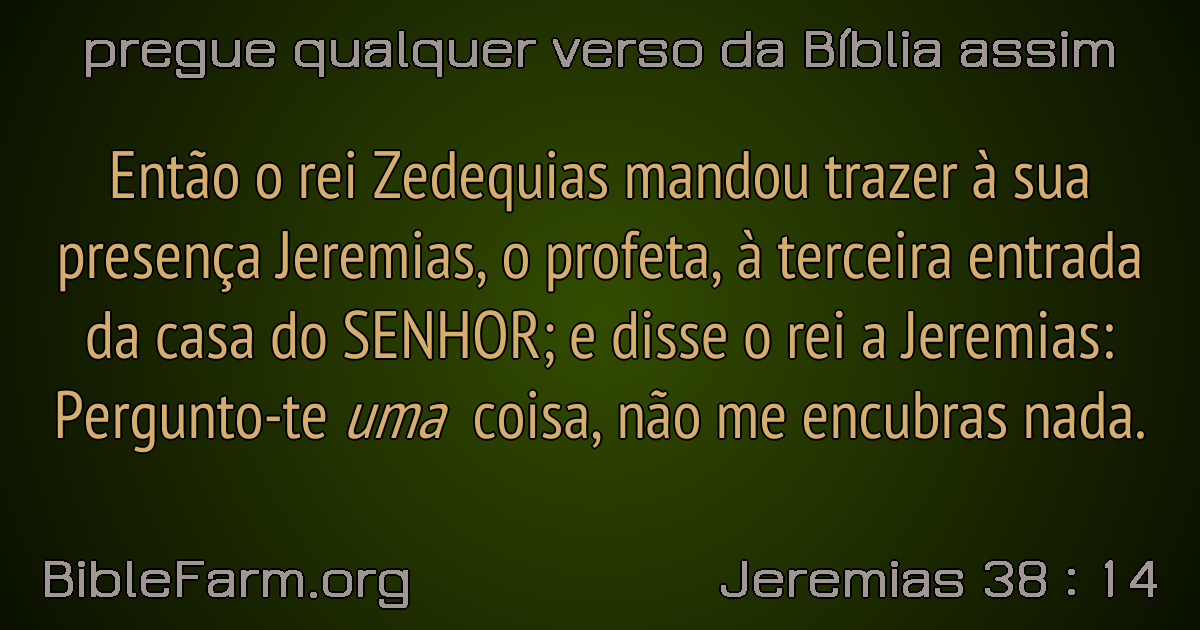 pregue qualquer verso da Bíblia assim
Então o rei Zedequias mandou trazer à sua
presença Jeremias, o profeta, à terceira entrada
da casa do SENHOR; e disse o rei a Jeremias:
Pergunto-te uma coisa, não me encubras nada.
BibleFarm.org
Jeremias 38 : 14